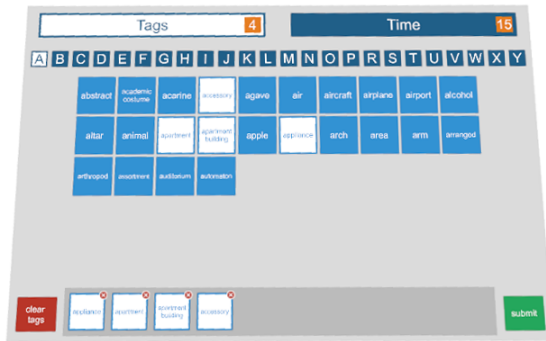 Tags 4 Time 15
A B C D E F G H I J K L M N O P R S T U V W X Y
abstract academic costume acarine accessory agave air aircraft airplane airport alcohol
altar animal apartment apartment building apple appliance arch area arm arranged
arthropod assortment auditorium automaton
clear tags appliance apartment apartment building accessory submit